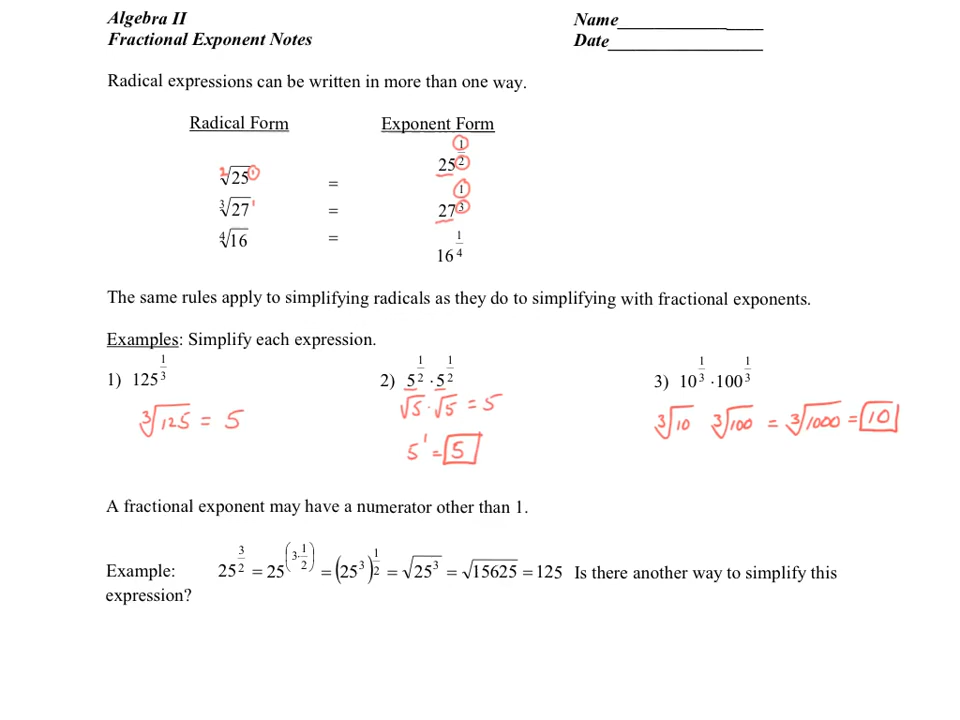 Algebra II Name_______________
Fractional Exponent Notes Date________________
Radical expressions can be written in more than one way.
Radical Form Exponent Form
²√25¹ = 25^(1/2)
³√27¹ = 27^(1/3)
⁴√16 = 16^(1/4)
The same rules apply to simplifying radicals as they do to simplifying with fractional exponents.
Examples: Simplify each expression.
1) 125^(1/3) 2) 5^(1/2) · 5^(1/2) 3) 10^(1/3) · 100^(1/3)
³√125 = 5 √5 · √5 = 5 ³√10 ³√100 = ³√1000 = 10
5¹ = 5
A fractional exponent may have a numerator other than 1.
Example: 25^(3/2) = 25^(3·1/2) = (25³)^(1/2) = √25³ = √15625 = 125 Is there another way to simplify this
expression?